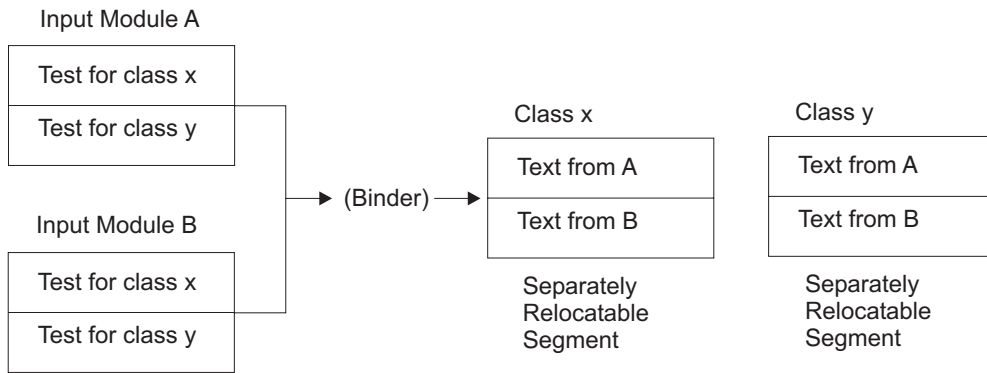 Input Module A
Test for class x
Test for class y
Input Module B
Test for class x
Test for class y
(Binder)
Class x
Text from A
Text from B
Separately
Relocatable
Segment
Class y
Text from A
Text from B
Separately
Relocatable
Segment